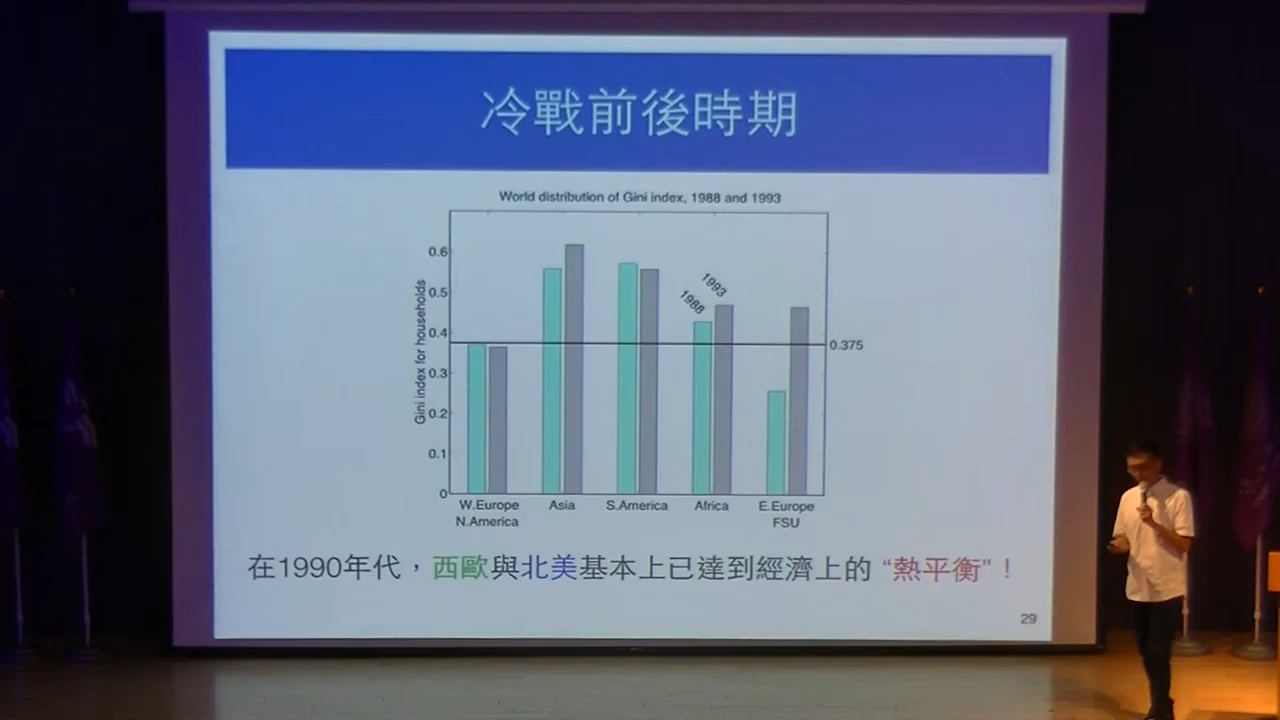 冷戰前後時期
World distribution of Gini index, 1988 and 1993
Gini index for households
0.6
0.5
0.4
0.3
0.2
0.1
0
1988
1993
0.375
W.Europe
N.America
Asia
S.America
Africa
E.Europe
FSU
在1990年代，西歐與北美基本上已達到經濟上的 “熱平衡”！
29